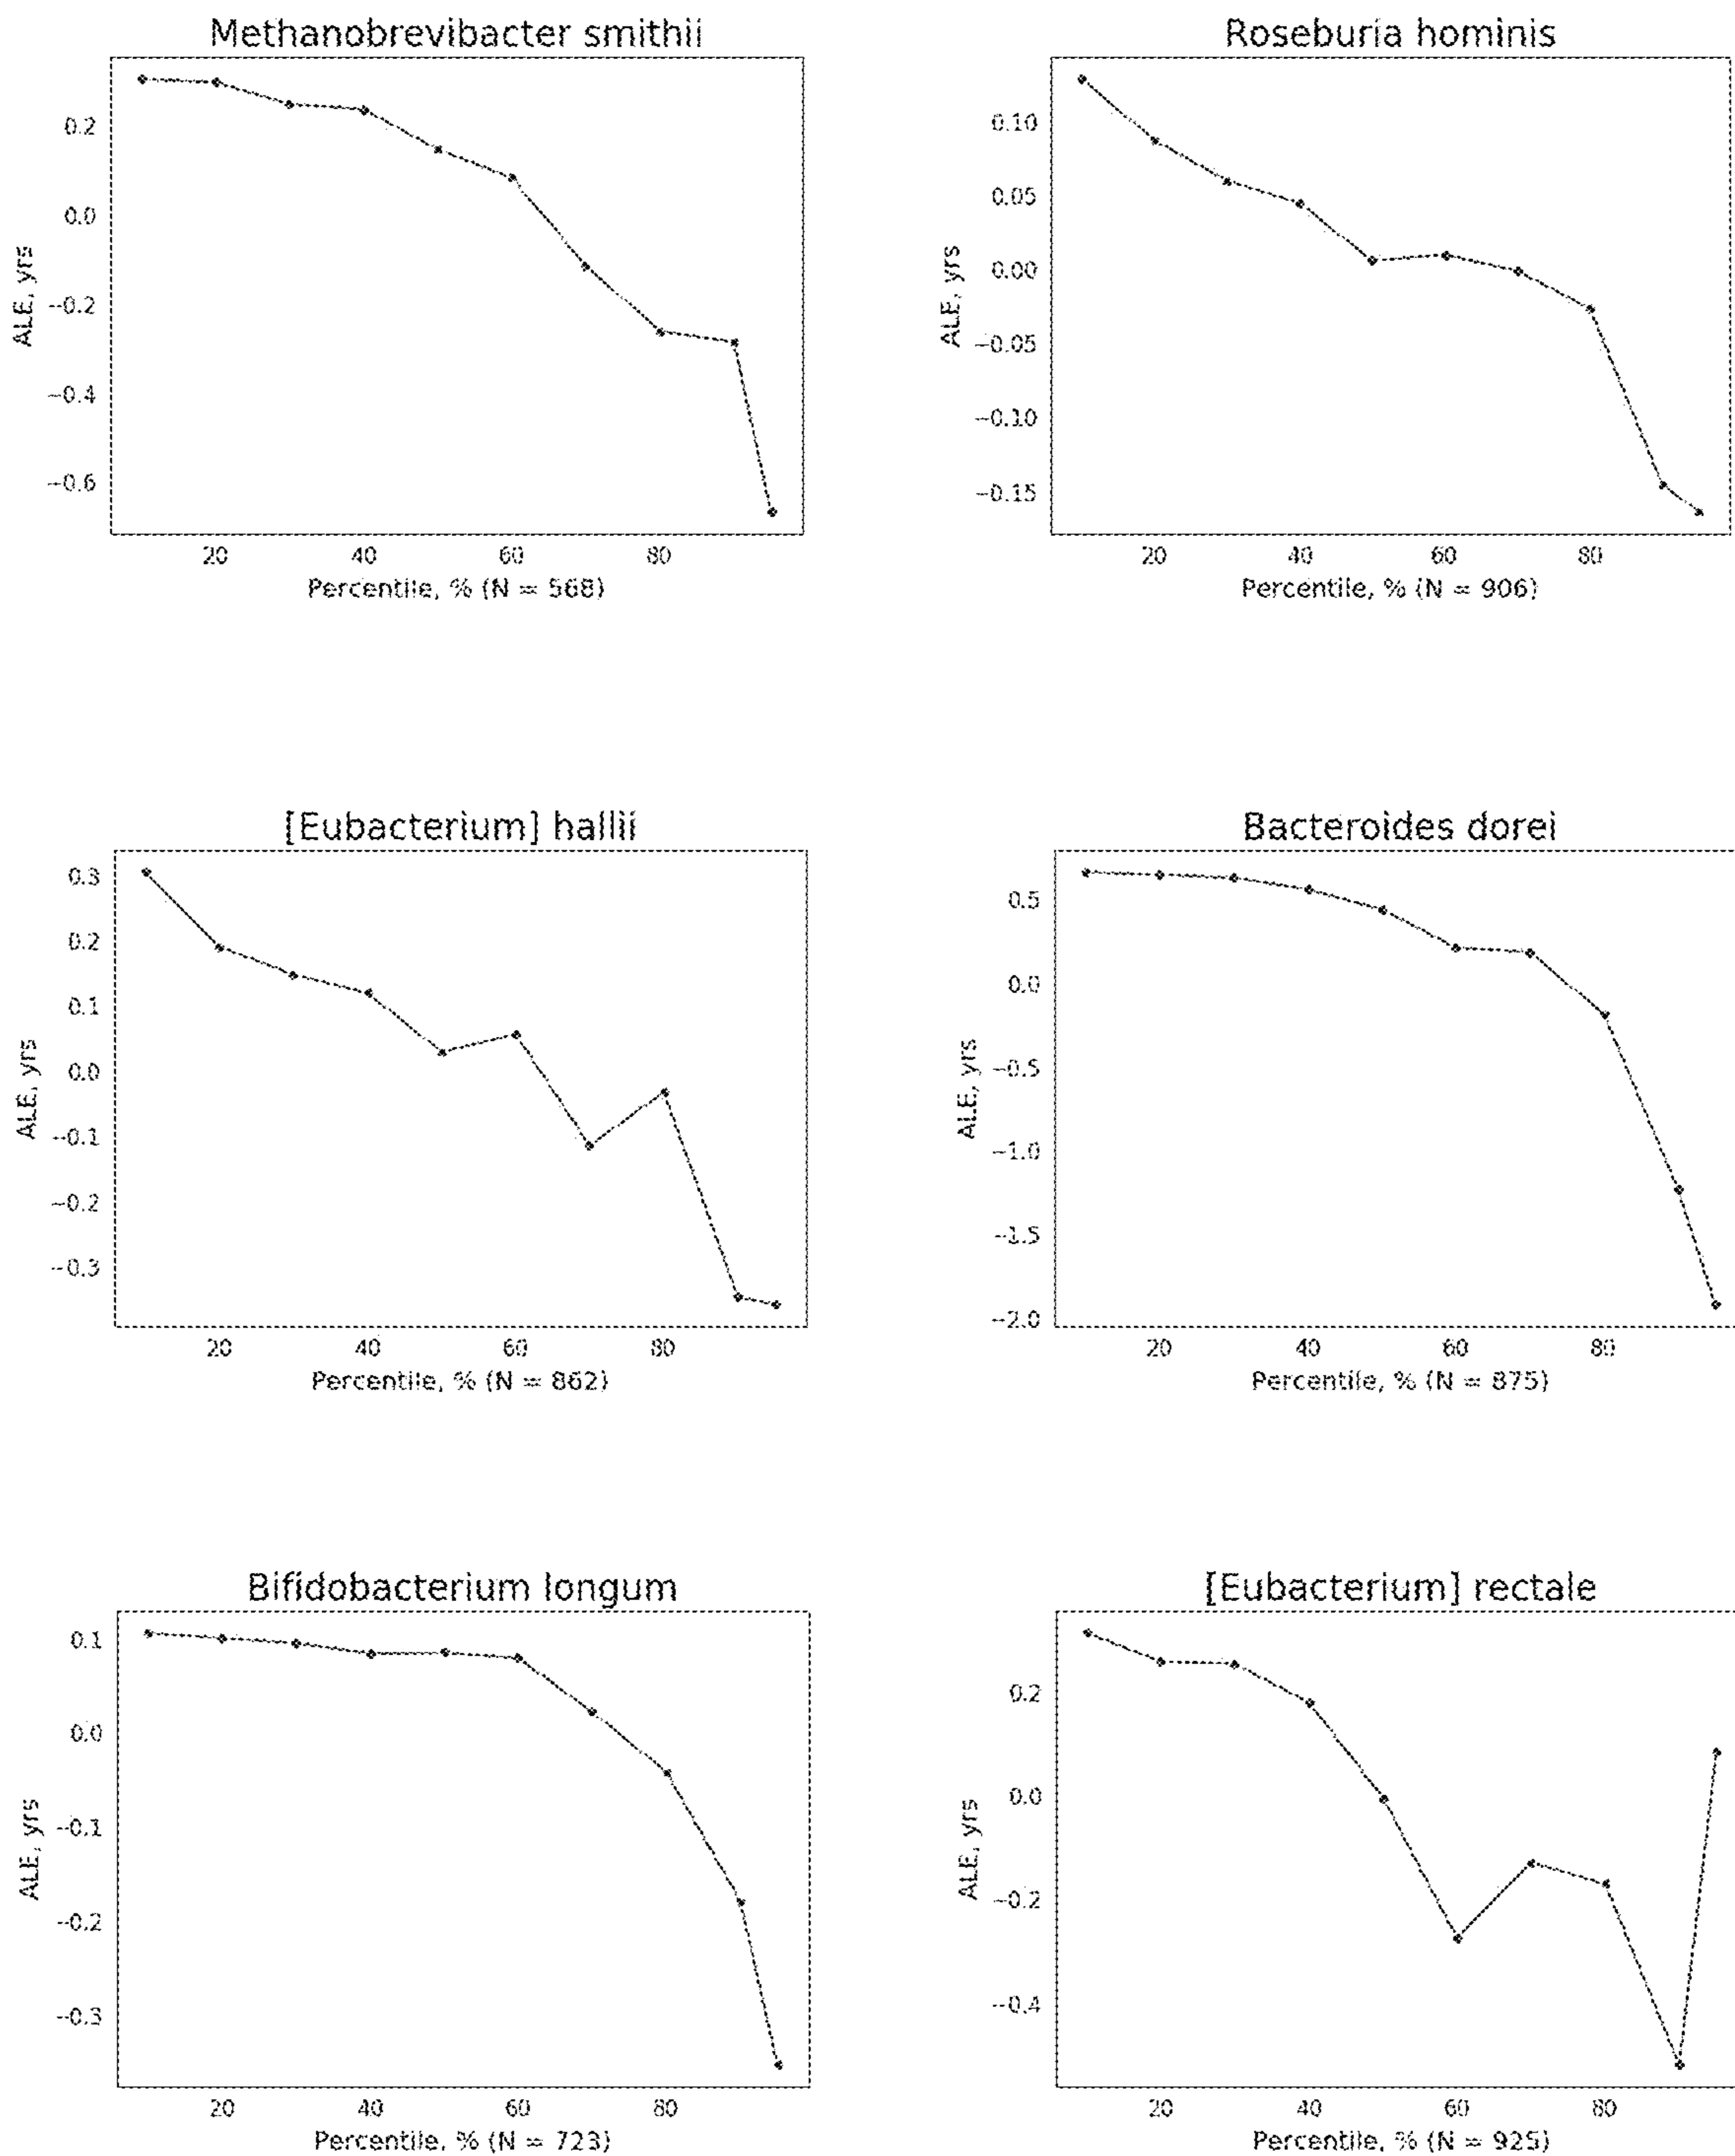 Methanobrevibacter smithii
0.2
0.0
−0.2
−0.4
−0.6
ALE, yrs
20 40 60 80
Percentile, % (N = 568)
Roseburia hominis
0.10
0.05
0.00
−0.05
−0.10
−0.15
ALE, yrs
20 40 60 80
Percentile, % (N = 906)
[Eubacterium] hallii
0.3
0.2
0.1
0.0
−0.1
−0.2
−0.3
ALE, yrs
20 40 60 80
Percentile, % (N = 862)
Bacteroides dorei
0.5
0.0
−0.5
−1.0
−1.5
−2.0
ALE, yrs
20 40 60 80
Percentile, % (N = 875)
Bifidobacterium longum
0.1
0.0
−0.1
−0.2
−0.3
ALE, yrs
20 40 60 80
Percentile, % (N = 723)
[Eubacterium] rectale
0.2
0.0
−0.2
−0.4
ALE, yrs
20 40 60 80
Percentile, % (N = 925)